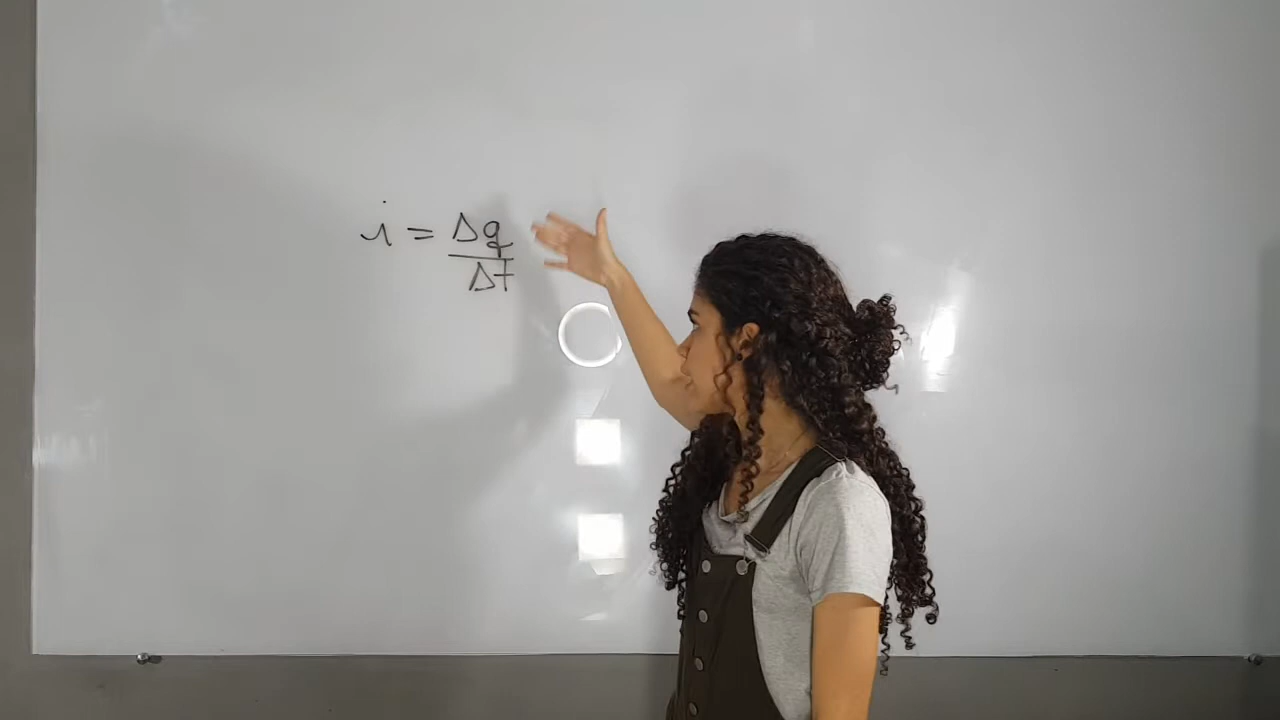 i = Δq
Δt